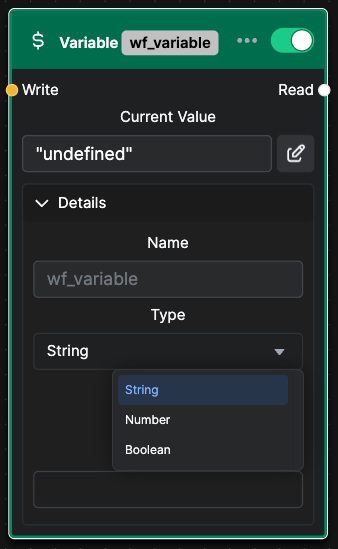 $ Variable wf_variable
Write Read
Current Value
"undefined"
Details
Name
wf_variable
Type
String
String
Number
Boolean